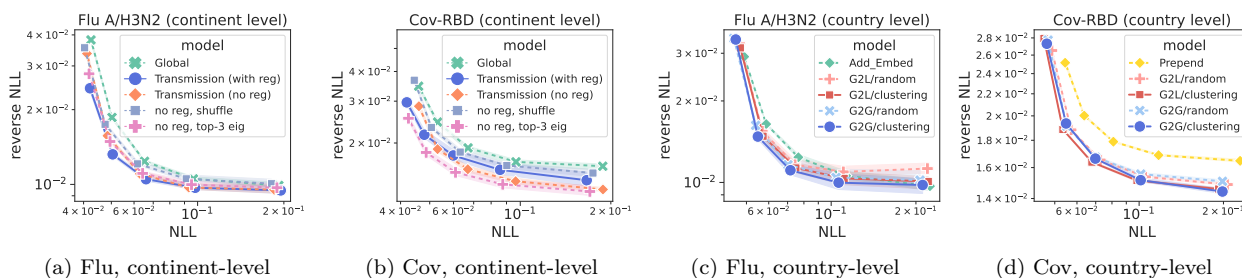 Flu A/H3N2 (continent level)
reverse NLL
4 × 10⁻²
3 × 10⁻²
2 × 10⁻²
10⁻²
model
Global
Transmission (with reg)
Transmission (no reg)
no reg, shuffle
no reg, top-3 eig
4 × 10⁻² 6 × 10⁻² 10⁻¹ 2 × 10⁻¹
NLL
(a) Flu, continent-level
Cov-RBD (continent level)
reverse NLL
4 × 10⁻²
3 × 10⁻²
2 × 10⁻²
model
Global
Transmission (with reg)
Transmission (no reg)
no reg, shuffle
no reg, top-3 eig
4 × 10⁻² 6 × 10⁻² 10⁻¹ 2 × 10⁻¹
NLL
(b) Cov, continent-level
Flu A/H3N2 (country level)
reverse NLL
3 × 10⁻²
2 × 10⁻²
10⁻²
model
Add_Embed
G2L/random
G2L/clustering
G2G/random
G2G/clustering
6 × 10⁻² 10⁻¹ 2 × 10⁻¹
NLL
(c) Flu, country-level
Cov-RBD (country level)
reverse NLL
2.8 × 10⁻²
2.6 × 10⁻²
2.4 × 10⁻²
2.2 × 10⁻²
2 × 10⁻²
1.8 × 10⁻²
1.6 × 10⁻²
1.4 × 10⁻²
model
Prepend
G2L/random
G2L/clustering
G2G/random
G2G/clustering
6 × 10⁻² 10⁻¹ 2 × 10⁻¹
NLL
(d) Cov, country-level